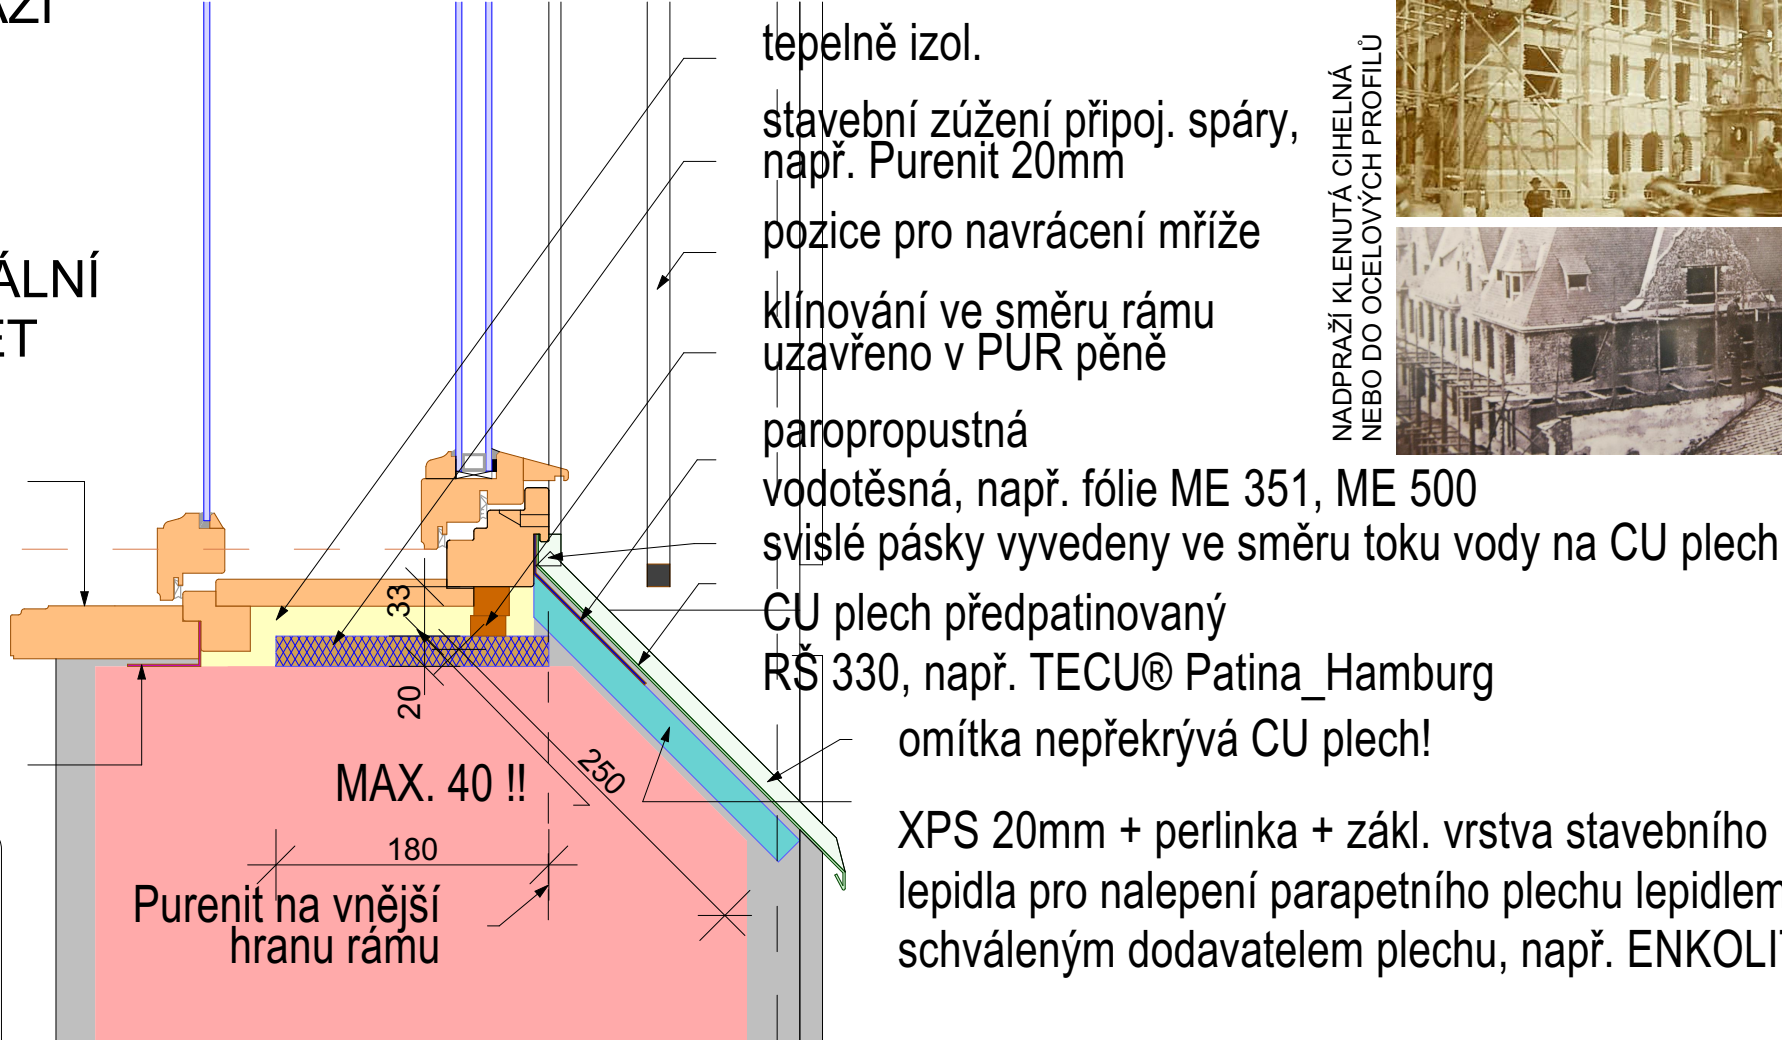 ÁLNÍ
ET
tepelně izol.
stavební zúžení připoj. spáry,
např. Purenit 20mm
pozice pro navrácení mříže
klínování ve směru rámu
uzavřeno v PUR pěně
paropropustná
vodotěsná, např. fólie ME 351, ME 500
svislé pásky vyvedeny ve směru toku vody na CU plech
CU plech předpatinovaný
RŠ 330, např. TECU® Patina_Hamburg
omítka nepřekrývá CU plech!
XPS 20mm + perlinka + zákl. vrstva stavebního
lepidla pro nalepení parapetního plechu lepidlem
schváleným dodavatelem plechu, např. ENKOLIT
NADPRAŽÍ KLENUTÁ CIHELNÁ
NEBO DO OCELOVÝCH PROFILŮ
33
20
250
MAX. 40 !!
180
Purenit na vnější
hranu rámu